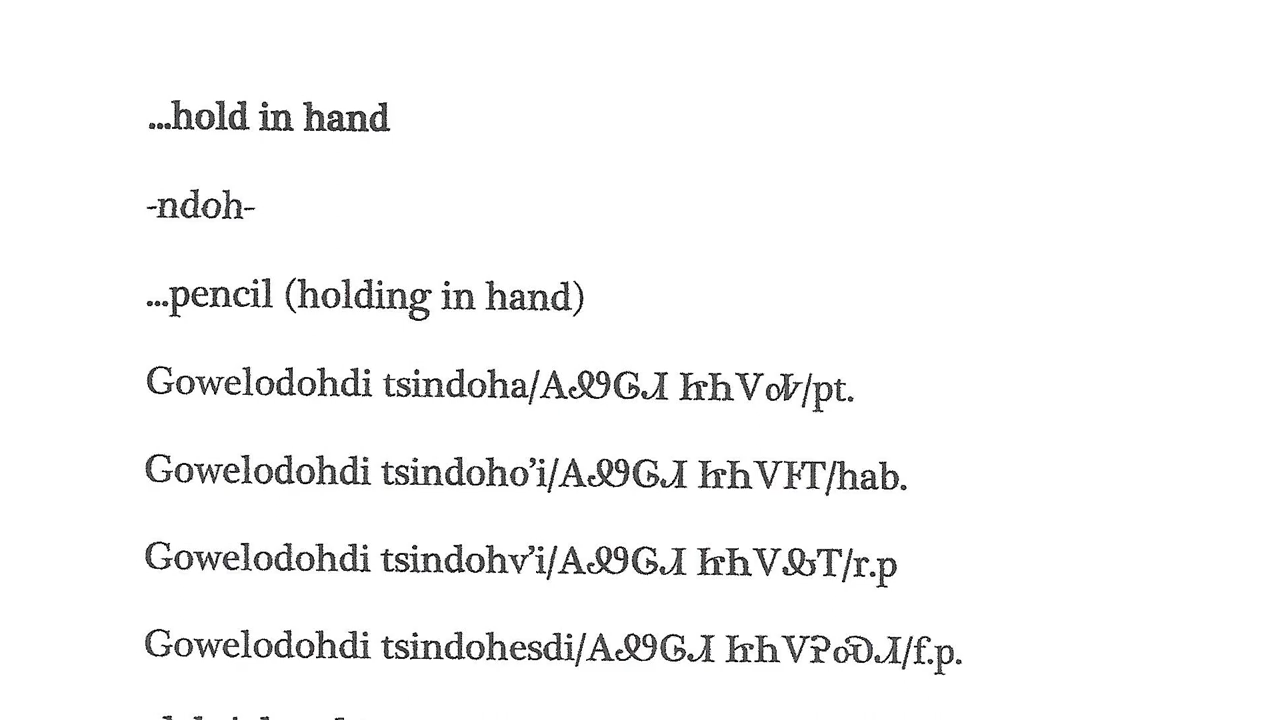 ...hold in hand
-ndoh-
...pencil (holding in hand)
Gowelodohdi tsindoha/ᎪᏪᎶᏗ ᏥᏂᏙᎭ/pt.
Gowelodohdi tsindoho’i/ᎪᏪᎶᏗ ᏥᏂᏙᎰᎢ/hab.
Gowelodohdi tsindohv’i/ᎪᏪᎶᏗ ᏥᏂᏙᎲᎢ/r.p
Gowelodohdi tsindohesdi/ᎪᏪᎶᏗ ᏥᏂᏙᎮᏍᏗ/f.p.